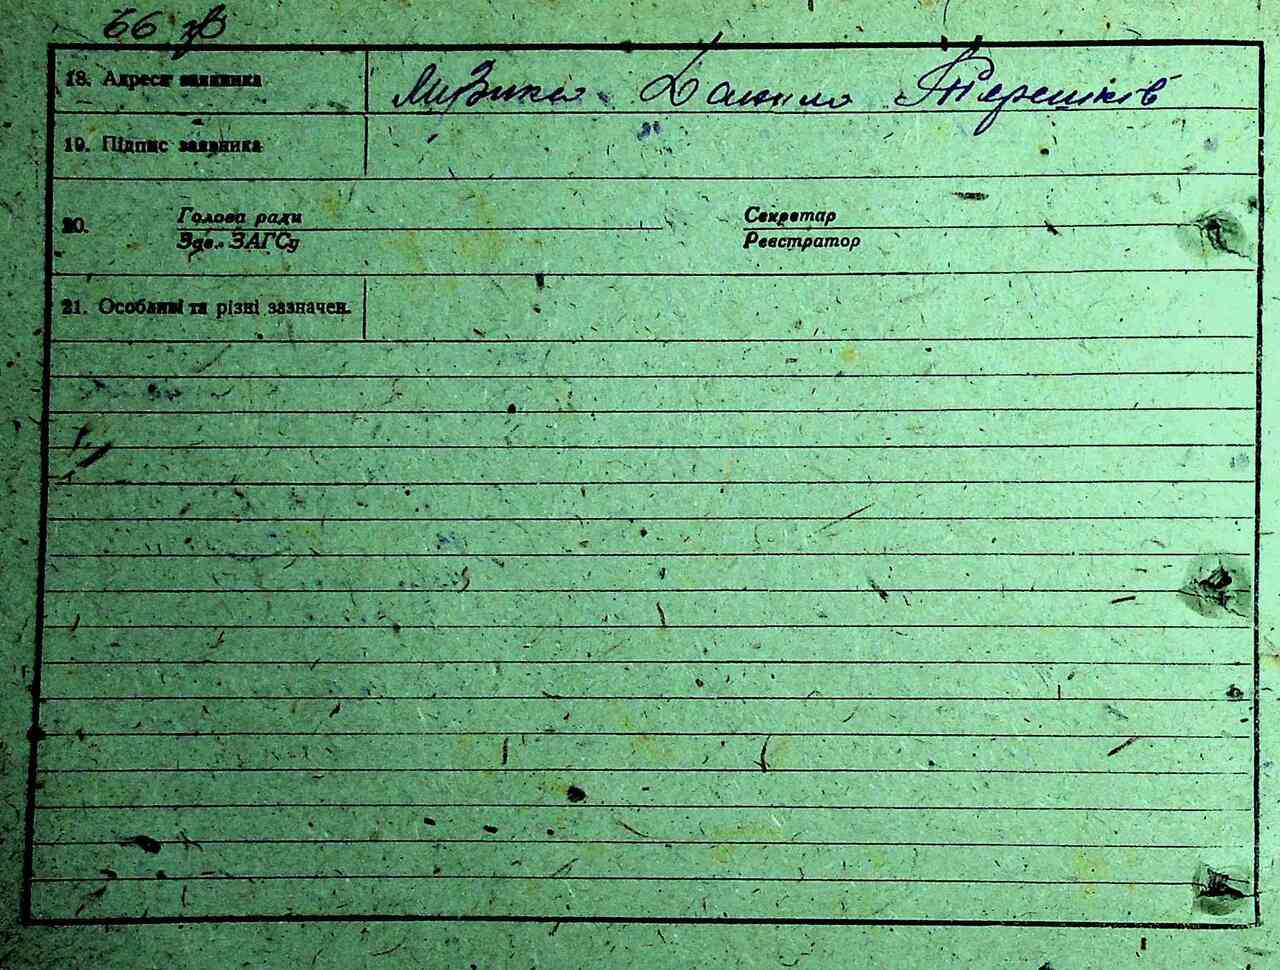 66 зв
18. Адреса заявника Музика Данило Терешків
19. Підпис заявника
20. Голова ради Секретар
Зав. ЗАГСу Реєстратор
21. Особливі та різні зазначен.